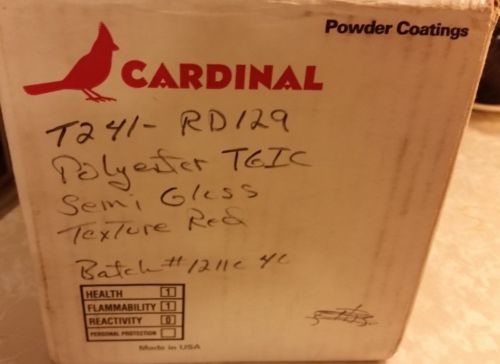 Powder Coatings
CARDINAL
T241-RD129
Polyester TGIC
Semi Gloss
Texture Red
Batch # 1211C 4C
HEALTH 1
FLAMMABILITY 1
REACTIVITY 0
PERSONAL PROTECTION
Made in USA